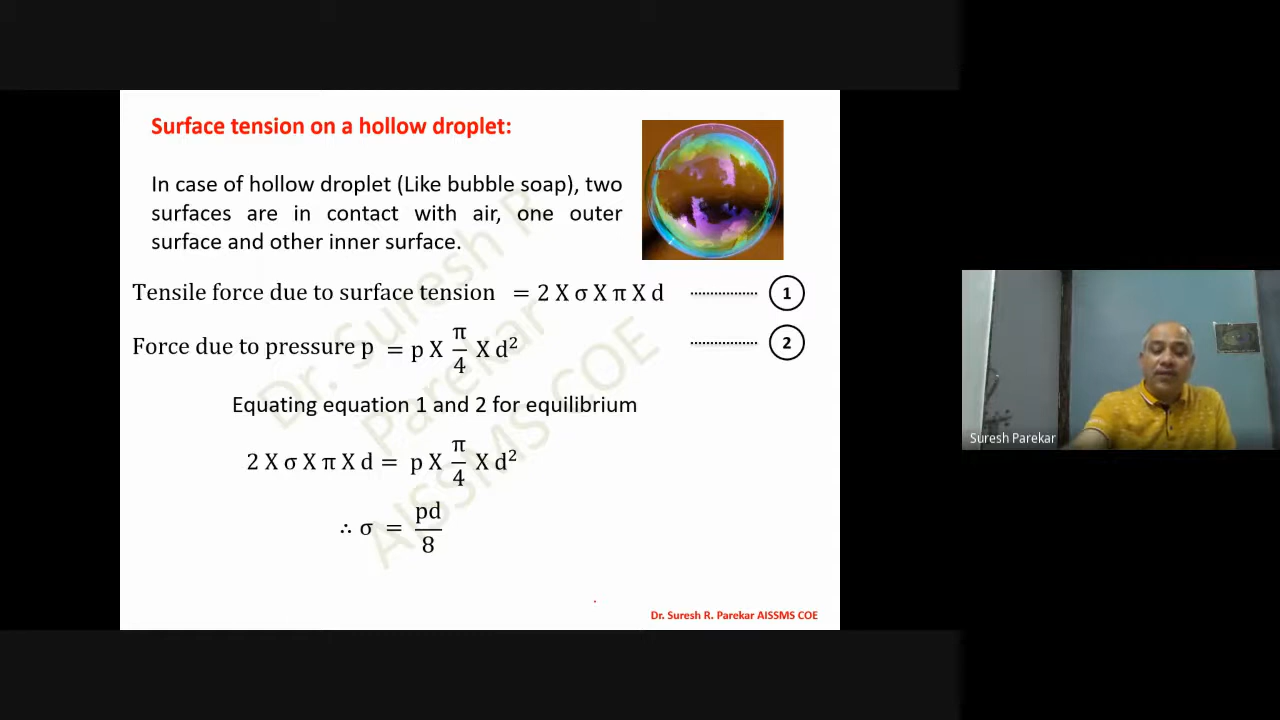 Surface tension on a hollow droplet:
In case of hollow droplet (Like bubble soap), two
surfaces are in contact with air, one outer
surface and other inner surface.
Tensile force due to surface tension = 2 X σ X π X d ................ 1
Force due to pressure p = p X π/4 X d² ................ 2
Equating equation 1 and 2 for equilibrium
2 X σ X π X d = p X π/4 X d²
∴ σ = pd/8
Dr. Suresh R. Parekar AISSMS COE
Dr. Suresh R
Parekar
AISSMS COE
Suresh Parekar